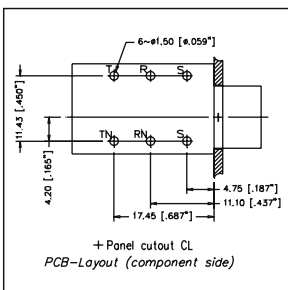 6~ø1.50 [ø.059"]
T R S
11.43 [.450"]
4.20 [.165"]
TN RN S
4.75 [.187"]
11.10 [.437"]
17.45 [.687"]
+ Panel cutout CL
PCB-Layout (component side)